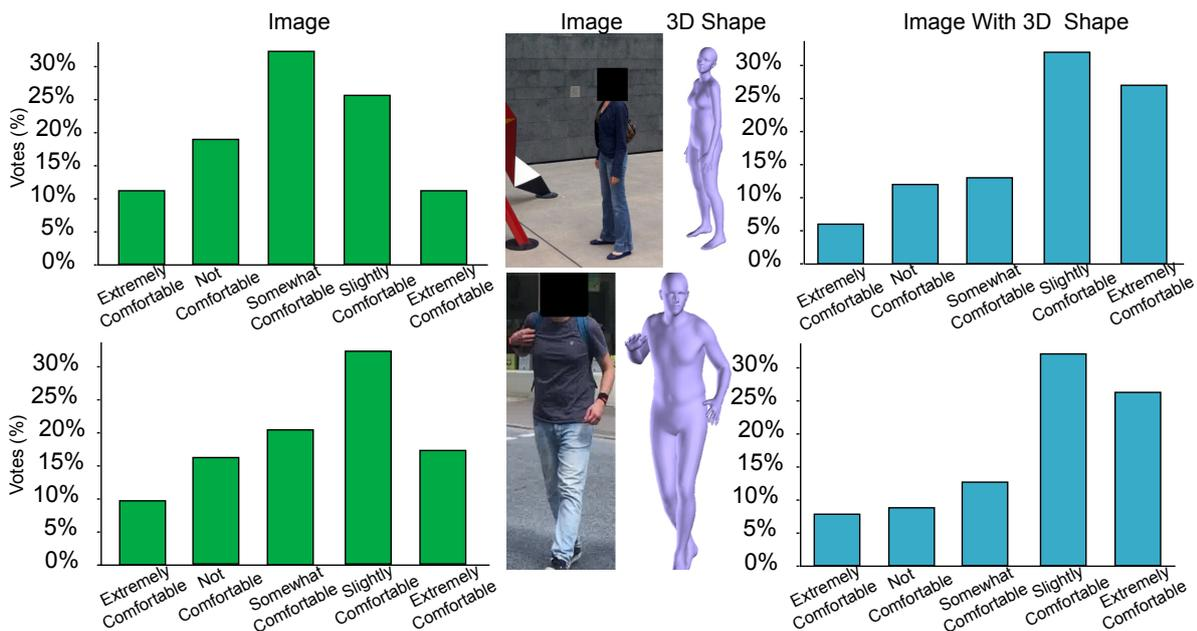 Image
Image
3D Shape
Image With 3D Shape
Votes (%)
30%
25%
20%
15%
10%
5%
0%
Extremely
Comfortable
Not
Comfortable
Somewhat
Comfortable
Slightly
Comfortable
Extremely
Comfortable
30%
25%
20%
15%
10%
5%
0%
Extremely
Comfortable
Not
Comfortable
Somewhat
Comfortable
Slightly
Comfortable
Extremely
Comfortable
Votes (%)
30%
25%
20%
15%
10%
5%
0%
Extremely
Comfortable
Not
Comfortable
Somewhat
Comfortable
Slightly
Comfortable
Extremely
Comfortable
30%
25%
20%
15%
10%
5%
0%
Extremely
Comfortable
Not
Comfortable
Somewhat
Comfortable
Slightly
Comfortable
Extremely
Comfortable